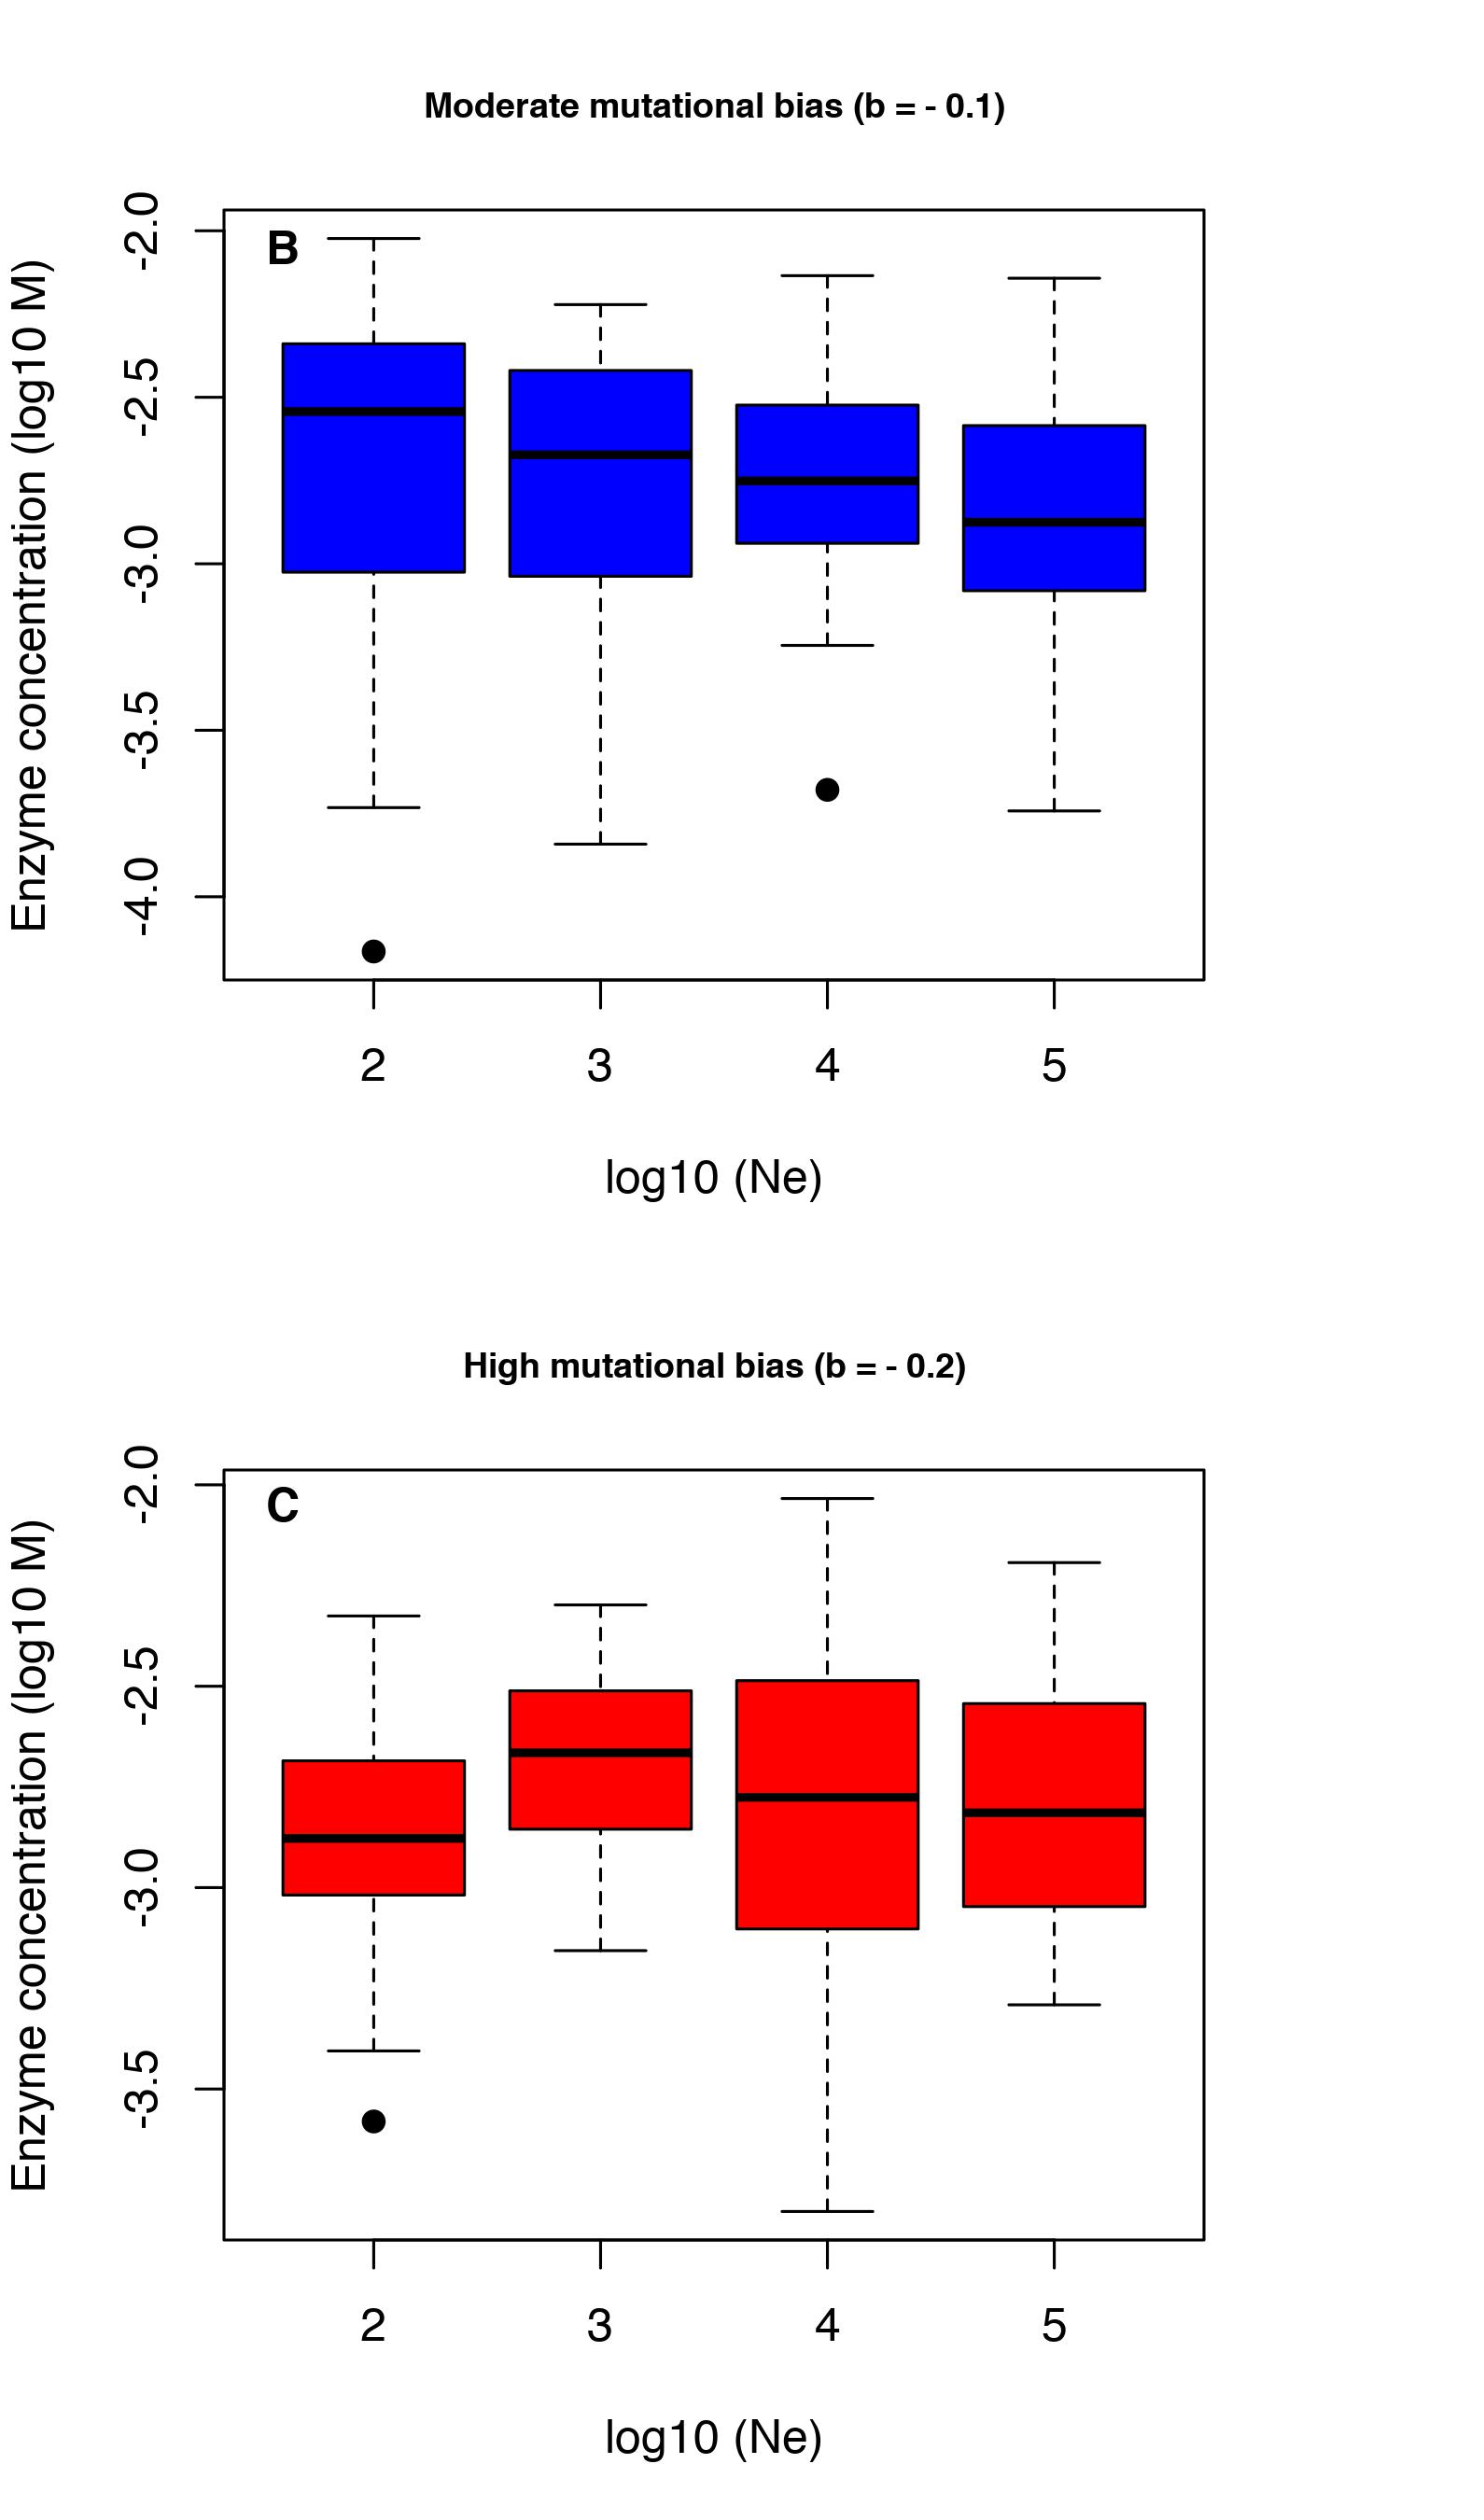 Moderate mutational bias (b = - 0.1)
B
Enzyme concentration (log10 M)
-2.0
-2.5
-3.0
-3.5
-4.0
2 3 4 5
log10 (Ne)
High mutational bias (b = - 0.2)
C
Enzyme concentration (log10 M)
-2.0
-2.5
-3.0
-3.5
2 3 4 5
log10 (Ne)